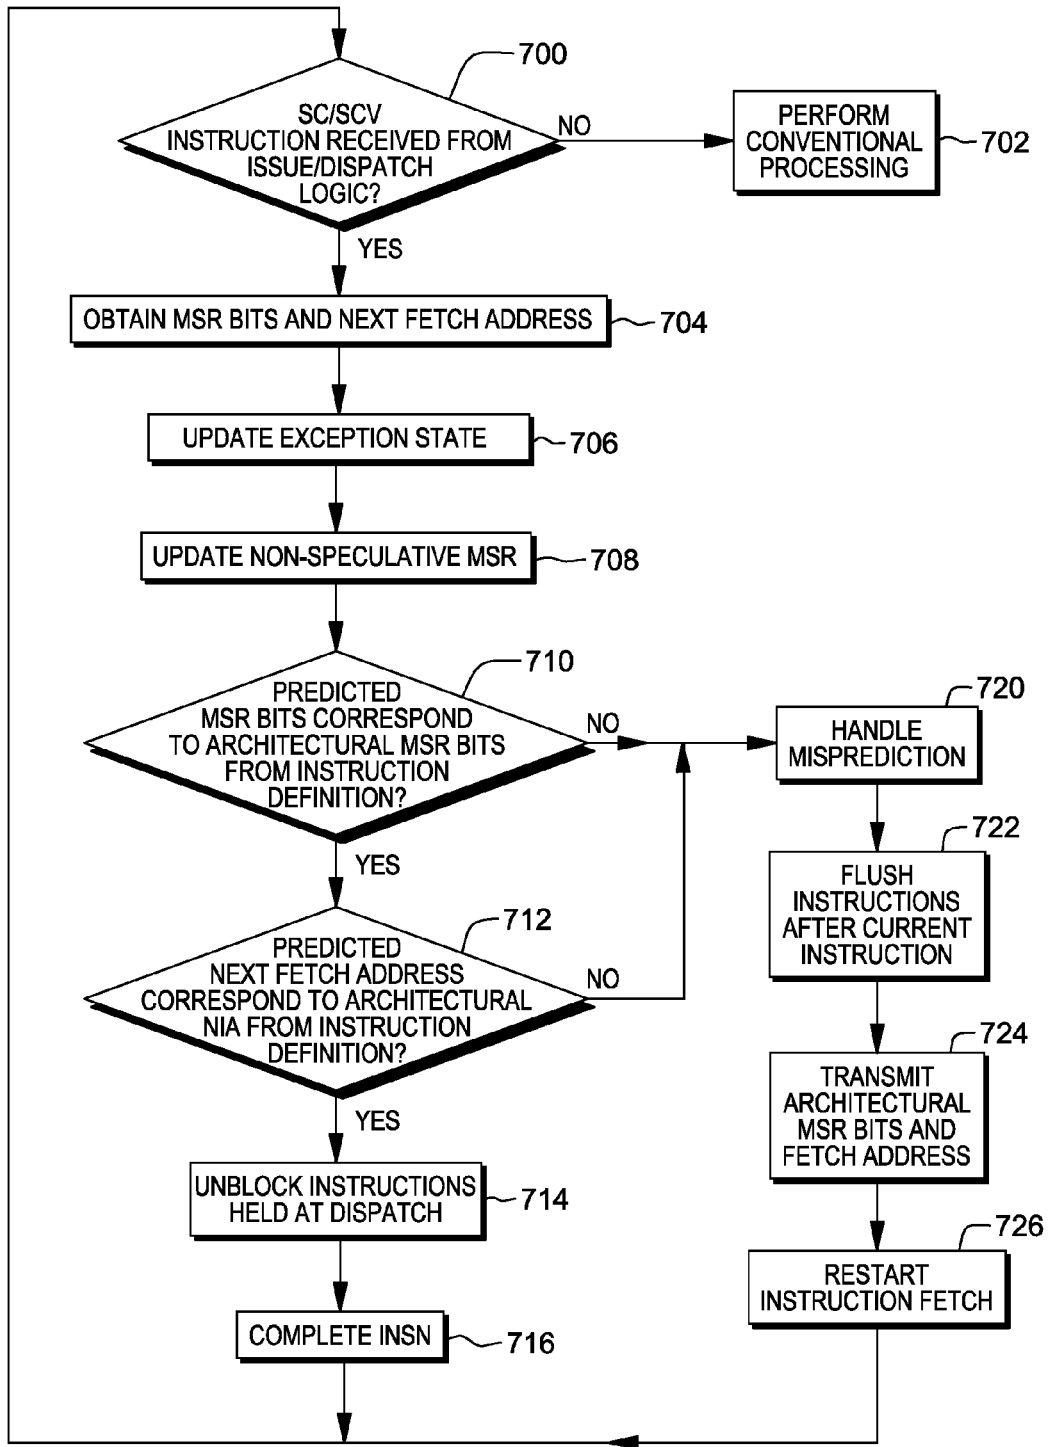 700
SC/SCV
INSTRUCTION RECEIVED FROM
ISSUE/DISPATCH
LOGIC?
NO
PERFORM
CONVENTIONAL
PROCESSING
702
YES
OBTAIN MSR BITS AND NEXT FETCH ADDRESS
704
UPDATE EXCEPTION STATE
706
UPDATE NON-SPECULATIVE MSR
708
710
PREDICTED
MSR BITS CORRESPOND
TO ARCHITECTURAL MSR BITS
FROM INSTRUCTION
DEFINITION?
NO
YES
712
PREDICTED
NEXT FETCH ADDRESS
CORRESPOND TO ARCHITECTURAL
NIA FROM INSTRUCTION
DEFINITION?
NO
YES
UNBLOCK INSTRUCTIONS
HELD AT DISPATCH
714
COMPLETE INSN
716
720
HANDLE
MISPREDICTION
722
FLUSH
INSTRUCTIONS
AFTER CURRENT
INSTRUCTION
724
TRANSMIT
ARCHITECTURAL
MSR BITS AND
FETCH ADDRESS
726
RESTART
INSTRUCTION FETCH